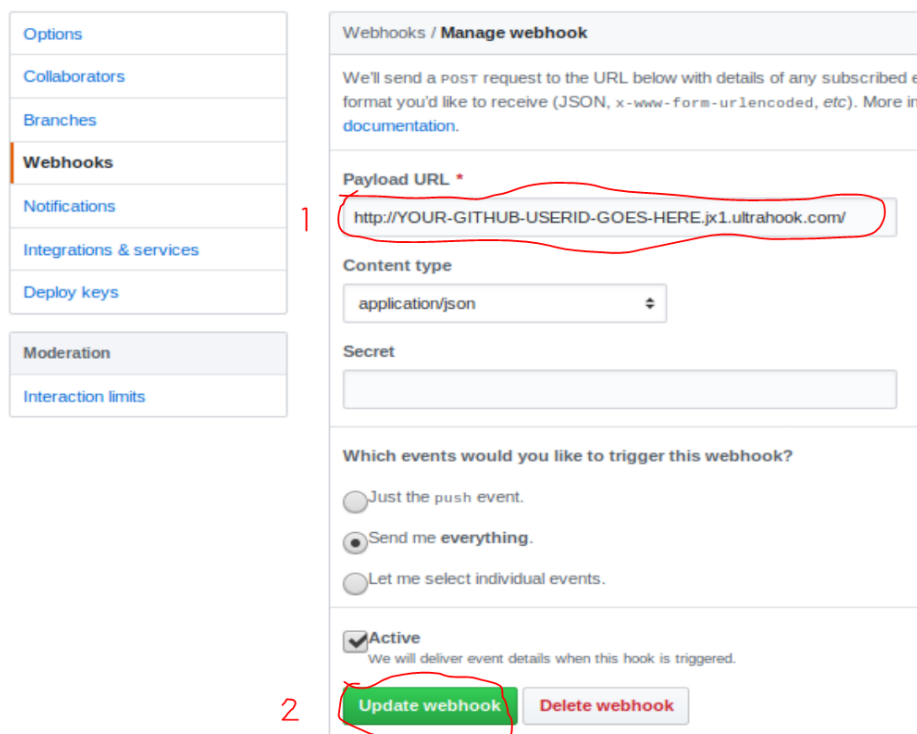 Options
Collaborators
Branches
Webhooks
Notifications
Integrations & services
Deploy keys
Moderation
Interaction limits
Webhooks / Manage webhook
We'll send a POST request to the URL below with details of any subscribed e
format you'd like to receive (JSON, x-www-form-urlencoded, etc). More in
documentation.
Payload URL *
1
http://YOUR-GITHUB-USERID-GOES-HERE.jx1.ultrahook.com/
Content type
application/json
Secret
Which events would you like to trigger this webhook?
Just the push event.
Send me everything.
Let me select individual events.
Active
We will deliver event details when this hook is triggered.
2
Update webhook
Delete webhook